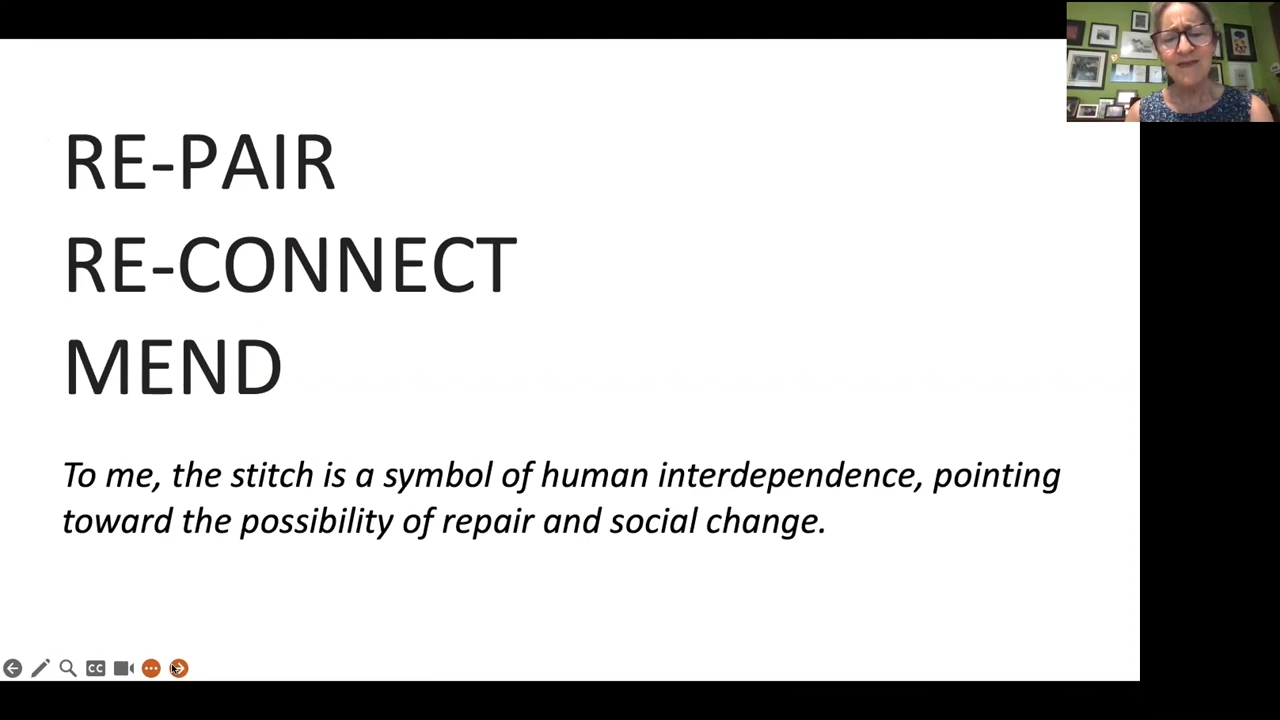 RE-PAIR
RE-CONNECT
MEND
To me, the stitch is a symbol of human interdependence, pointing
toward the possibility of repair and social change.
CC